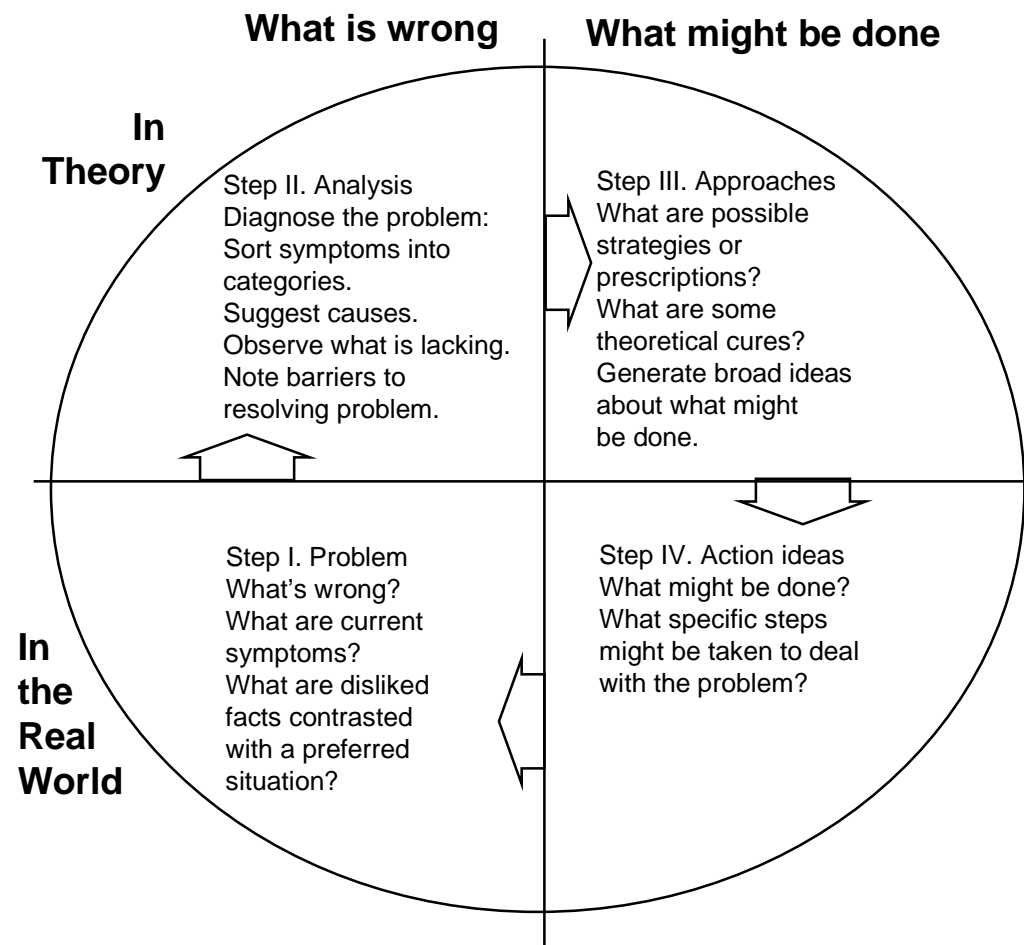 What is wrong
What might be done
In
Theory
Step II. Analysis
Diagnose the problem:
Sort symptoms into
categories.
Suggest causes.
Observe what is lacking.
Note barriers to
resolving problem.
Step III. Approaches
What are possible
strategies or
prescriptions?
What are some
theoretical cures?
Generate broad ideas
about what might
be done.
In
the
Real
World
Step I. Problem
What’s wrong?
What are current
symptoms?
What are disliked
facts contrasted
with a preferred
situation?
Step IV. Action ideas
What might be done?
What specific steps
might be taken to deal
with the problem?